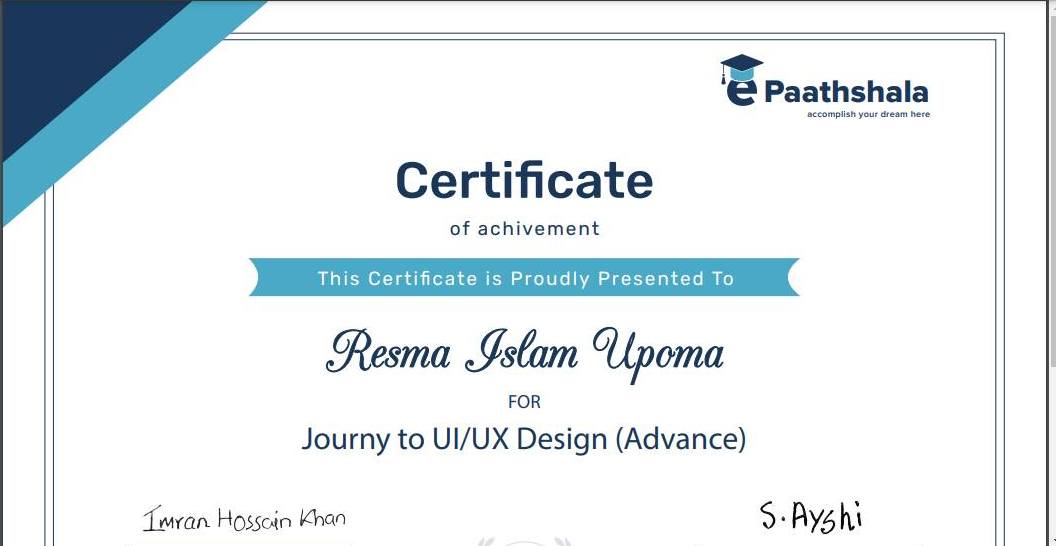 e Paathshala
accomplish your dream here
Certificate
of achivement
This Certificate is Proudly Presented To
Resma Islam Upoma
FOR
Journy to UI/UX Design (Advance)
Imran Hossain Khan
S. Ayshi